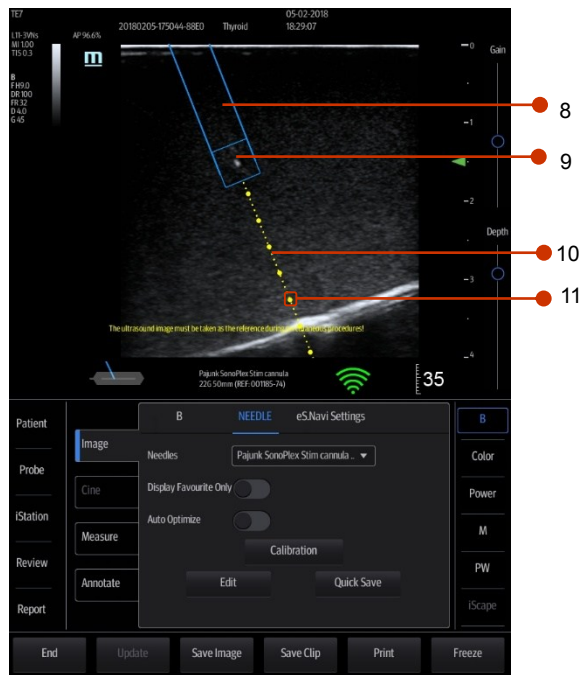 TE7
05-02-2018
20180205-175044-88E0 Thyroid 18:29:07
L11-3VNs AP 96.6%
MI 1.00
TIS 0.3
m
B
F H9.0
DR 100
FR 32
D 4.0
G 45
0
Gain
8
1
9
2
Depth
10
3
11
The ultrasound image must be taken as the reference during percutaneous procedures!
4
Pajunk SonoPlex Stim cannula
22G 50mm (REF: 001185-74)
35
Patient
Probe
iStation
Review
Report
Image
Cine
Measure
Annotate
B NEEDLE eS.Navi Settings
Needles Pajunk SonoPlex Stim cannula ..
Display Favourite Only
Auto Optimize
Calibration
Edit Quick Save
B
Color
Power
M
PW
iScape
End Update Save Image Save Clip Print Freeze